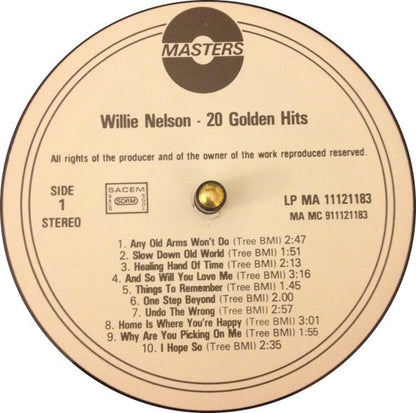 MASTERS
Willie Nelson - 20 Golden Hits
All rights of the producer and of the owner of the work reproduced reserved.
SIDE
1
STEREO
SACEM
SDRM
LP MA 11121183
MA MC 911121183
1. Any Old Arms Won't Do (Tree BMI) 2:47
2. Slow Down Old World (Tree BMI) 1:51
3. Healing Hand Of Time (Tree BMI) 2:13
4. And So Will You Love Me (Tree BMI) 3:16
5. Things To Remember (Tree BMI) 1.45
6. One Step Beyond (Tree BMI) 2.00
7. Undo The Wrong (Tree BMI) 2:57
8. Home Is Where You're Happy (Tree BMI) 3:01
9. Why Are You Picking On Me (Tree BMI) 1:55
10. I Hope So (Tree BMI) 2:35